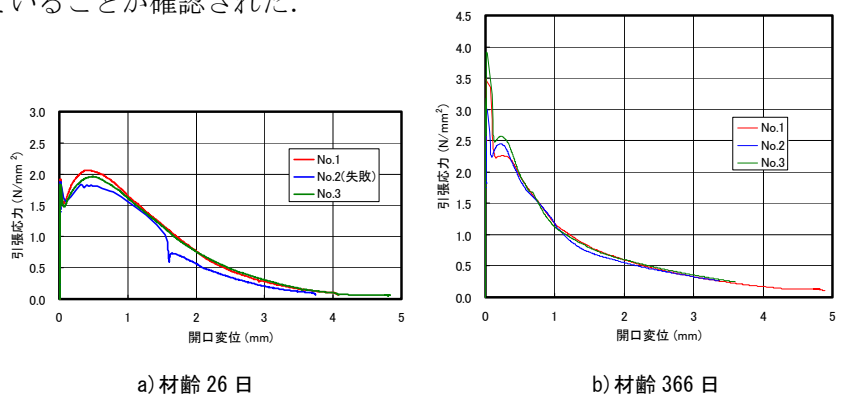 ていることが確認された.
3.0
2.5
2.0
1.5
1.0
0.5
0.0
引張応力 (N/mm²)
No.1
No.2(失敗)
No.3
0 1 2 3 4 5
開口変位 (mm)
a) 材齢 26 日
4.5
4.0
3.5
3.0
2.5
2.0
1.5
1.0
0.5
0.0
引張応力 (N/mm²)
No.1
No.2
No.3
0 1 2 3 4 5
開口変位 (mm)
b) 材齢 366 日